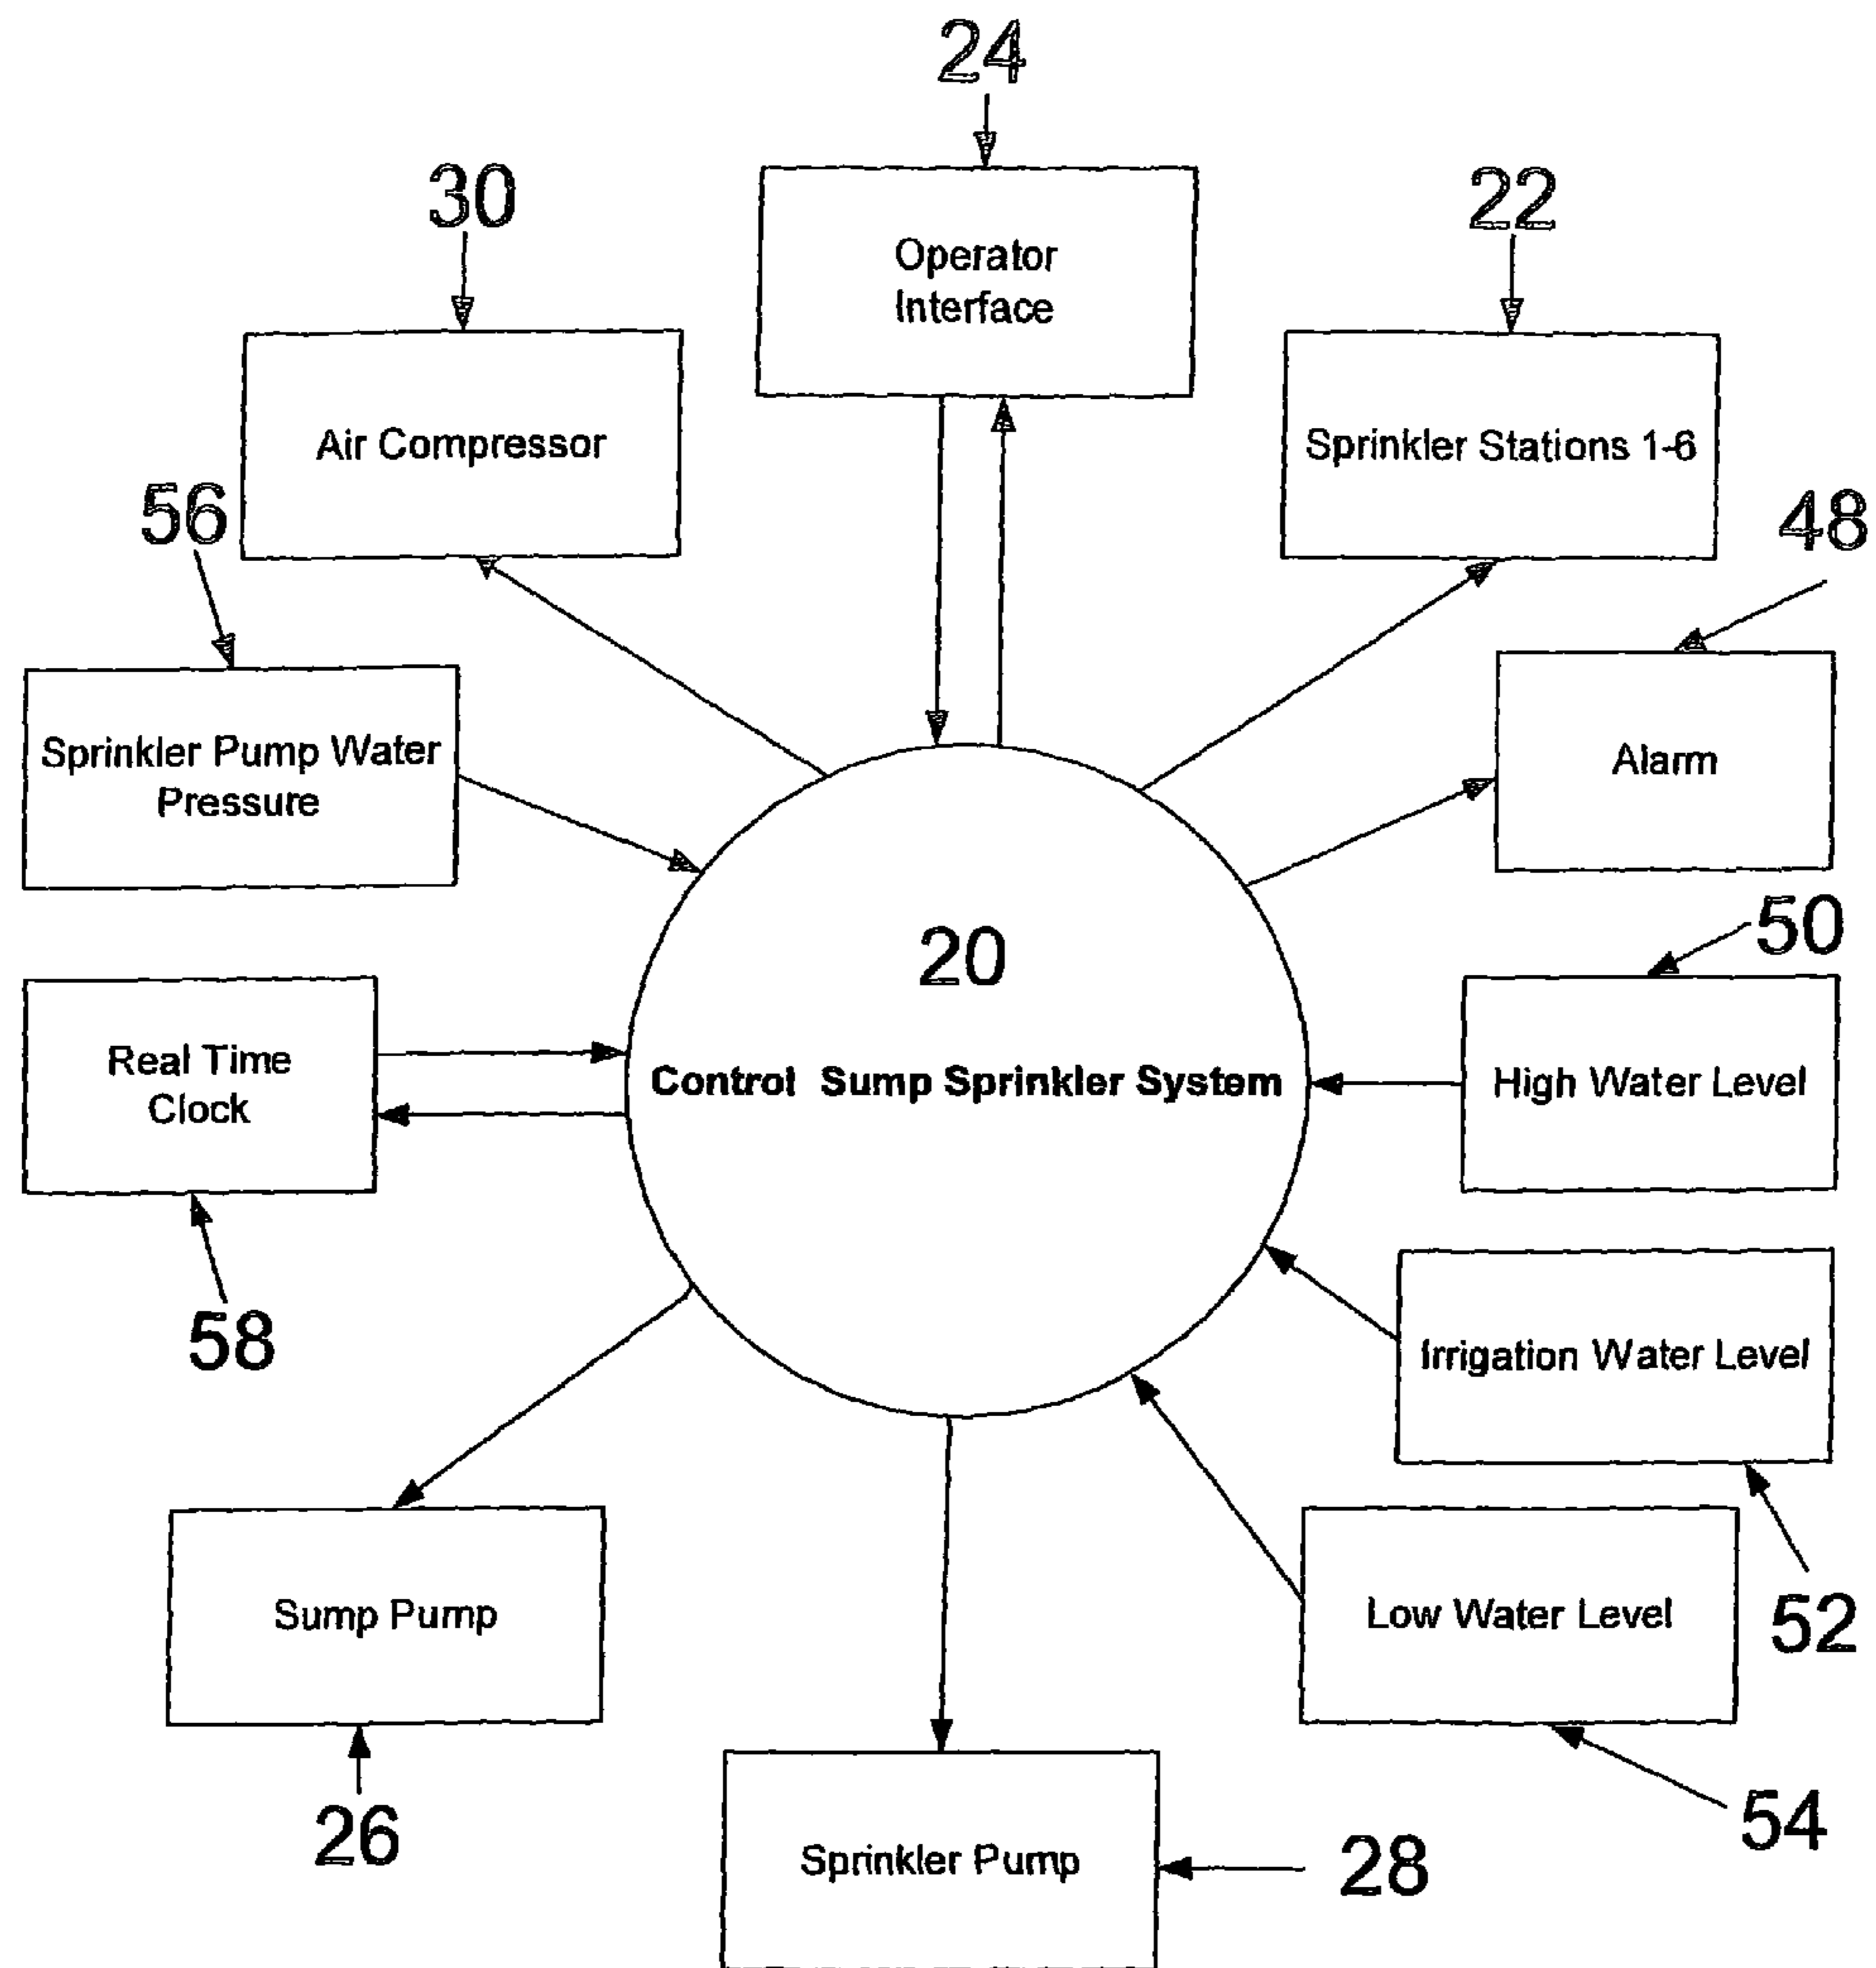 24
30
22
Operator
Interface
Air Compressor
Sprinkler Stations 1-6
56
48
Sprinkler Pump Water
Pressure
Alarm
20
50
Real Time
Clock
Control Sump Sprinkler System
High Water Level
58
Irrigation Water Level
Sump Pump
Low Water Level
52
26
Sprinkler Pump
28
54